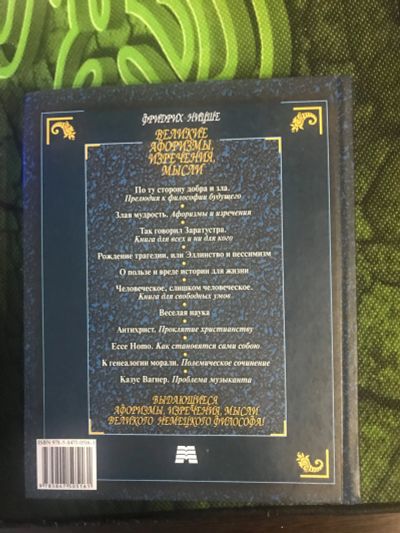 ФРИДРИХ НИЦШЕ
ВЕЛИКИЕ
АФОРИЗМЫ,
ИЗРЕЧЕНИЯ,
МЫСЛИ
По ту сторону добра и зла.
Прелюдия к философии будущего
Злая мудрость. Афоризмы и изречения
Так говорил Заратустра.
Книга для всех и ни для кого
Рождение трагедии, или Эллинство и пессимизм
О пользе и вреде истории для жизни
Человеческое, слишком человеческое.
Книга для свободных умов
Веселая наука
Антихрист. Проклятие христианству
Ecce Homo. Как становятся сами собою
К генеалогии морали. Полемическое сочинение
Казус Вагнер. Проблема музыканта
ВЫДАЮЩИЕСЯ
АФОРИЗМЫ, ИЗРЕЧЕНИЯ, МЫСЛИ
ВЕЛИКОГО НЕМЕЦКОГО ФИЛОСОФА!